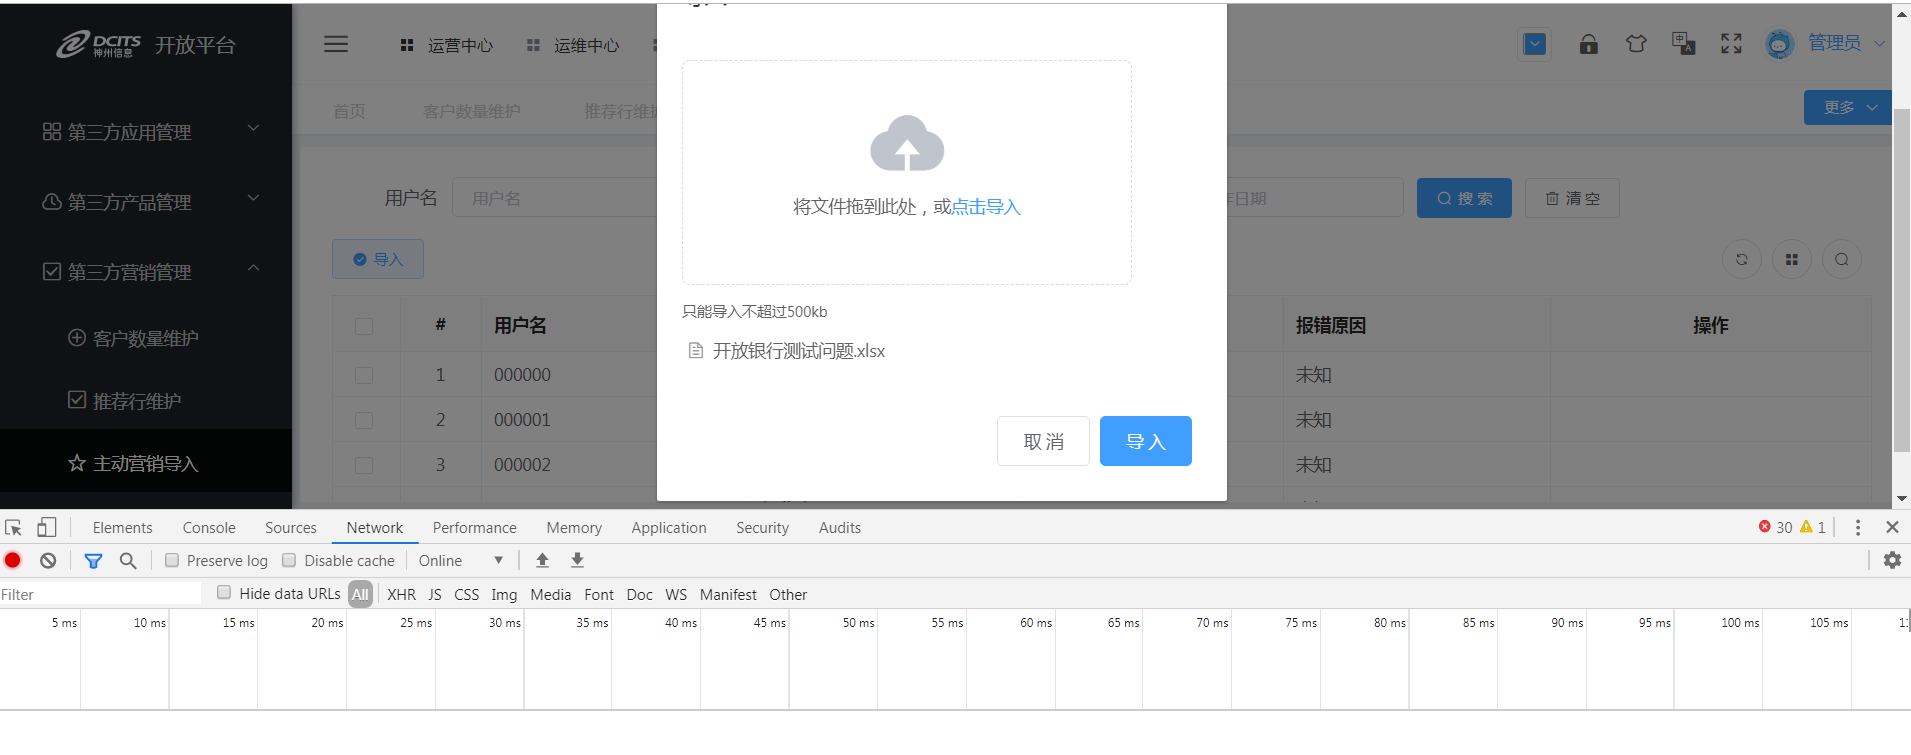 DCITS
神州信息
开放平台
运营中心
运维中心
管理员
首页
客户数量维护
推荐行维
更多
第三方应用管理
第三方产品管理
第三方营销管理
客户数量维护
推荐行维护
主动营销导入
用户名
用户名
日期
搜 索
清 空
导入
将文件拖到此处，或点击导入
只能导入不超过500kb
开放银行测试问题.xlsx
取 消
导 入
# 用户名 报错原因 操作
1 000000 未知
2 000001 未知
3 000002 未知
Elements Console Sources Network Performance Memory Application Security Audits 30 1
Preserve log Disable cache Online
Filter Hide data URLs All XHR JS CSS Img Media Font Doc WS Manifest Other
5 ms 10 ms 15 ms 20 ms 25 ms 30 ms 35 ms 40 ms 45 ms 50 ms 55 ms 60 ms 65 ms 70 ms 75 ms 80 ms 85 ms 90 ms 95 ms 100 ms 105 ms